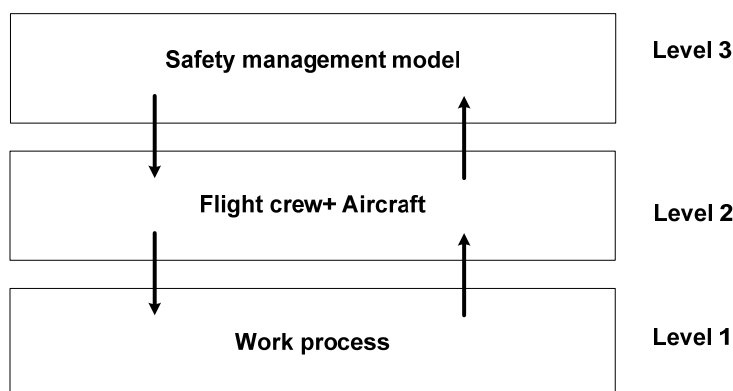 Safety management model
Level 3
Flight crew+ Aircraft
Level 2
Work process
Level 1